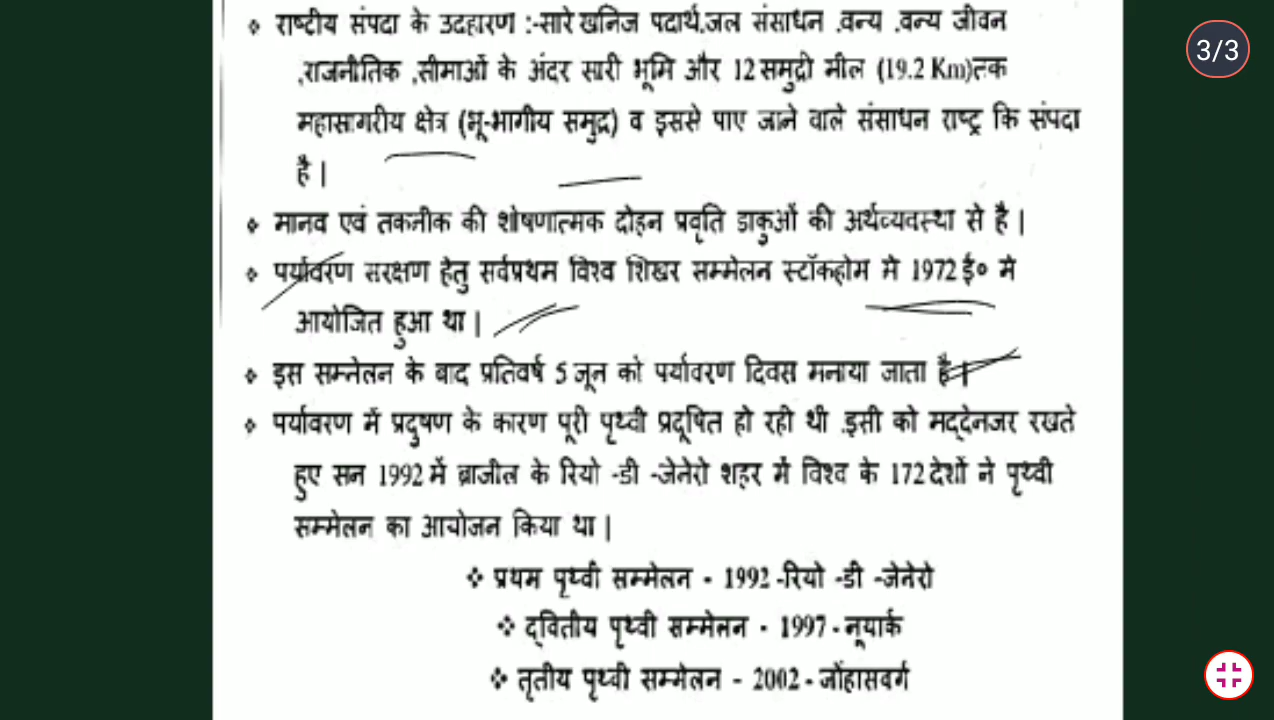 ❖ राष्टीय संपदा के उदहारण :-सारे खनिज पदार्थ,जल संसाधन ,वन्य ,वन्य जीवन
3/3
,राजनीतिक ,सीमाओं के अंदर सारी भूमि और 12 समुद्री मील (19.2 Km)तक
महासागरीय क्षेत्र (भू-भागीय समुद्र) व इससे पाए जाने वाले संसाधन राष्ट्र कि संपदा
है |
❖ मानव एवं तकनीक की शोषणात्मक दोहन प्रवृति डाकुओं की अर्थव्यवस्था से है |
❖ पर्यावरण सरक्षण हेतु सर्वप्रथम विश्व शिखर सम्मेलन स्टॉकहोम मे 1972 ई० मे
आयोजित हुआ था |
❖ इस सम्मेलन के बाद प्रतिवर्ष 5 जून को पर्यावरण दिवस मनाया जाता है |
❖ पर्यावरण में प्रदुषण के कारण पूरी पृथ्वी प्रदूषित हो रही थी ,इसी को मद्देनजर रखते
हुए सन 1992 में ब्राजील के रियो -डी -जेनेरो शहर में विश्व के 172 देशों ने पृथ्वी
सम्मेलन का आयोजन किया था |
❖ प्रथम पृथ्वी सम्मेलन - 1992 -रियो -डी -जेनेरो
❖ द्वितीय पृथ्वी सम्मेलन - 1997 - नूयार्क
❖ तृतीय पृथ्वी सम्मेलन - 2002 - जोंहासवर्ग